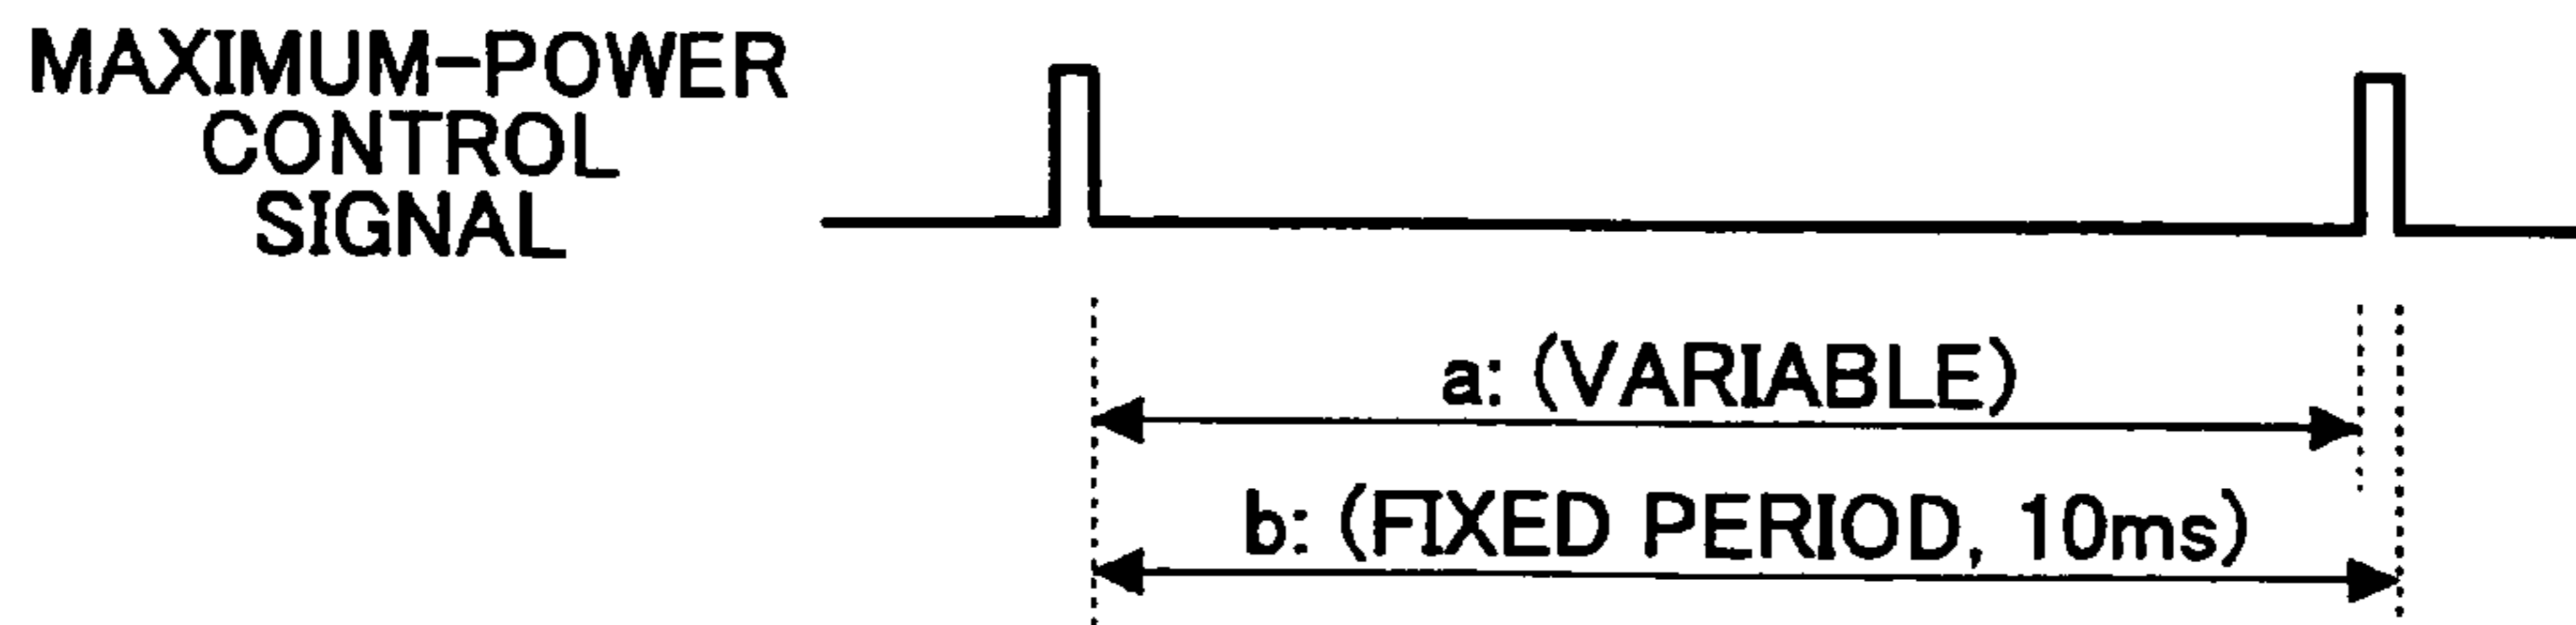 MAXIMUM-POWER
CONTROL
SIGNAL
a: (VARIABLE)
b: (FIXED PERIOD, 10ms)